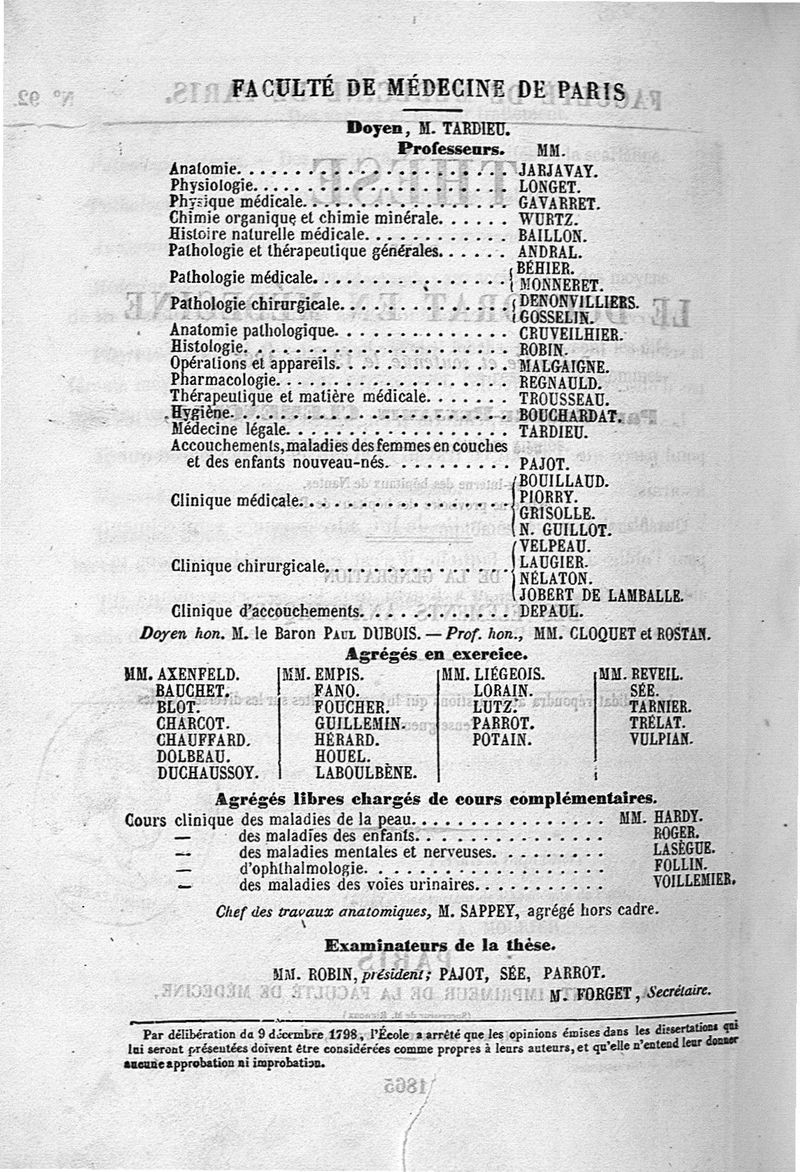 FACULTÉ DE MÉDECINE DE PARIS
Doyen, M. TARDIEU.
Professeurs. MM.
Anatomie. . . . . . . . . . . . . . . . . . . . JARJAVAY.
Physiologie. . . . . . . . . . . . . . . . . . . LONGET.
Physique médicale. . . . . . . . . . . . . . . GAVARRET.
Chimie organique et chimie minérale. . . . . . WURTZ.
Histoire naturelle médicale. . . . . . . . . . . BAILLON.
Pathologie et thérapeutique générales. . . . . . ANDRAL.
Pathologie médicale. . . . . . . . . . . . . . . { BÉHIER.
MONNERET.
Pathologie chirurgicale. . . . . . . . . . . . . { DENONVILLIERS.
GOSSELIN.
Anatomie pathologique. . . . . . . . . . . . . CRUVEILHIER.
Histologie. . . . . . . . . . . . . . . . . . . ROBIN.
Opérations et appareils. . . . . . . . . . . . . MALGAIGNE.
Pharmacologie. . . . . . . . . . . . . . . . . REGNAULD.
Thérapeutique et matière médicale. . . . . . . TROUSSEAU.
Hygiène. . . . . . . . . . . . . . . . . . . . BOUCHARDAT.
Médecine légale. . . . . . . . . . . . . . . . TARDIEU.
Accouchements, maladies des femmes en couches
et des enfants nouveau-nés. . . . . . . . . . PAJOT.
Clinique médicale. . . . . . . . . . . . . . . . { BOUILLAUD.
PIORRY.
GRISOLLE.
N. GUILLOT.
Clinique chirurgicale. . . . . . . . . . . . . . { VELPEAU.
LAUGIER.
NÉLATON.
JOBERT DE LAMBALLE.
Clinique d'accouchements. . . . . . . . . . . . DEPAUL.
Doyen hon. M. le Baron PAUL DUBOIS. — Prof. hon., MM. CLOQUET et ROSTAN.
Agrégés en exercice.
MM. AXENFELD. MM. EMPIS. MM. LIÉGEOIS. MM. REVEIL.
BAUCHET. FANO. LORAIN. SÉE.
BLOT. FOUCHER. LUTZ. TARNIER.
CHARCOT. GUILLEMIN. PARROT. TRÉLAT.
CHAUFFARD. HÉRARD. POTAIN. VULPIAN.
DOLBEAU. HOUEL.
DUCHAUSSOY. LABOULBÈNE.
Agrégés libres chargés de cours complémentaires.
Cours clinique des maladies de la peau. . . . . . . . . . . . . . . . MM. HARDY.
— des maladies des enfants. . . . . . . . . . . . . . . ROGER.
— des maladies mentales et nerveuses. . . . . . . . . LASÈGUE.
— d'ophthalmologie. . . . . . . . . . . . . . . . . . . FOLLIN.
— des maladies des voies urinaires. . . . . . . . . . . VOILLEMIER.
Chef des travaux anatomiques, M. SAPPEY, agrégé hors cadre.
Examinateurs de la thèse.
MM. ROBIN, président; PAJOT, SÉE, PARROT.
M. FORGET, Secrétaire.
Par délibération du 9 décembre 1798, l'École a arrêté que les opinions émises dans les dissertations qui
lui seront présentées doivent être considérées comme propres à leurs auteurs, et qu'elle n'entend leur donner
aucune approbation ni improbation.